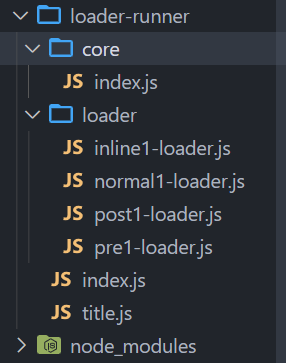 loader-runner
core
JS index.js
loader
JS inline1-loader.js
JS normal1-loader.js
JS post1-loader.js
JS pre1-loader.js
JS index.js
JS title.js
node_modules